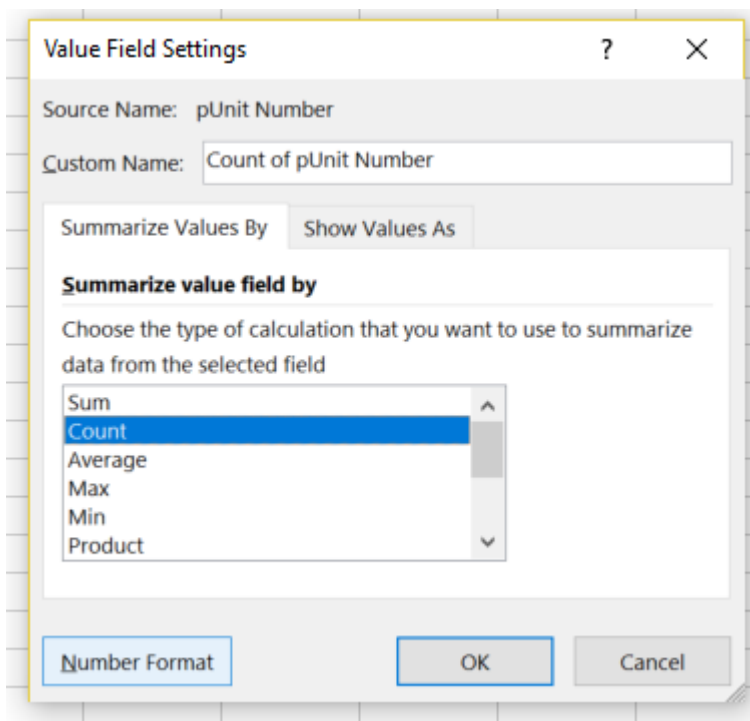 Value Field Settings ? X
Source Name: pUnit Number
Custom Name: Count of pUnit Number
Summarize Values By Show Values As
Summarize value field by
Choose the type of calculation that you want to use to summarize
data from the selected field
Sum
Count
Average
Max
Min
Product
Number Format OK Cancel